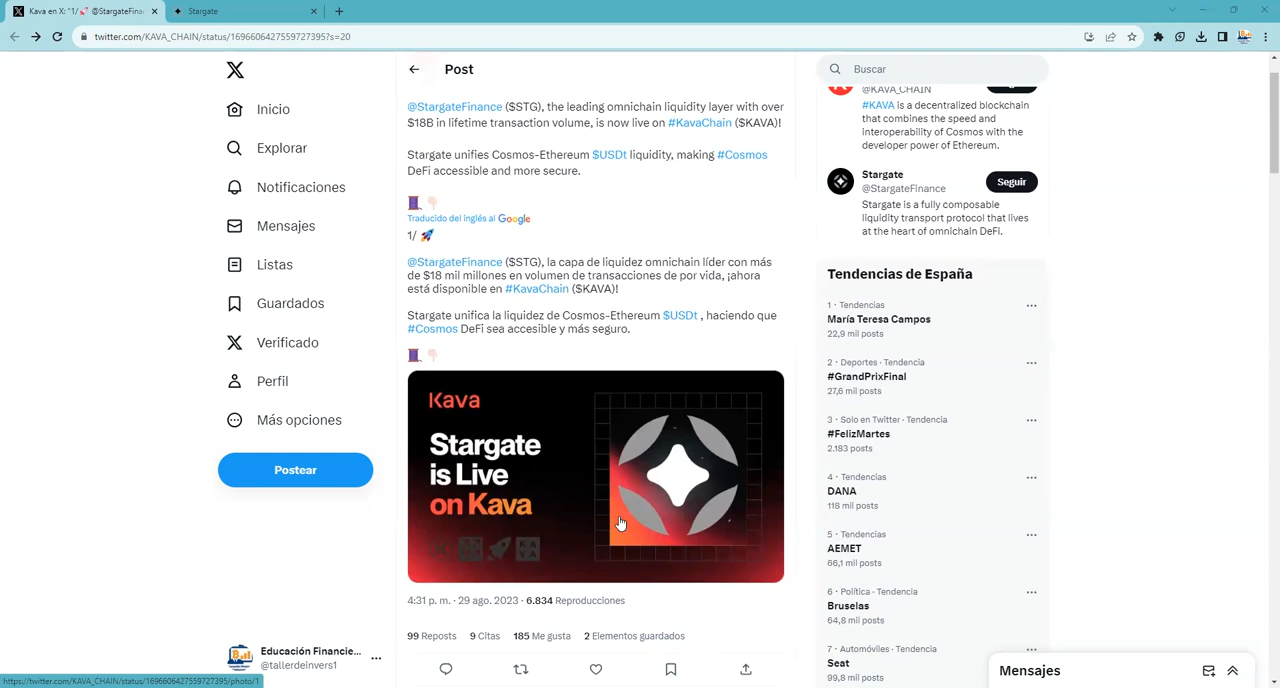 Kava en X: "1/ 🚀 @StargateFinan
Stargate
twitter.com/KAVA_CHAIN/status/1696606427559727395?s=20
Inicio
Explorar
Notificaciones
Mensajes
Listas
Guardados
Verificado
Perfil
Más opciones
Postear
Educación Financie...
@tallerdeinvers1
https://twitter.com/KAVA_CHAIN/status/1696606427559727395/photo/1
Post
@StargateFinance ($STG), the leading omnichain liquidity layer with over
$18B in lifetime transaction volume, is now live on #KavaChain ($KAVA)!
Stargate unifies Cosmos-Ethereum $USDt liquidity, making #Cosmos
DeFi accessible and more secure.
🧵👇🏻
Traducido del inglés al Google
1/ 🚀
@StargateFinance ($STG), la capa de liquidez omnichain líder con más
de $18 mil millones en volumen de transacciones de por vida, ¡ahora
está disponible en #KavaChain ($KAVA)!
Stargate unifica la liquidez de Cosmos-Ethereum $USDt , haciendo que
#Cosmos DeFi sea accesible y más seguro.
🧵👇🏻
Kava
Stargate
is Live
on Kava
4:31 p. m. · 29 ago. 2023 · 6.834 Reproducciones
99 Reposts 9 Citas 185 Me gusta 2 Elementos guardados
Buscar
@KAVA_CHAIN
#KAVA is a decentralized blockchain
that combines the speed and
interoperability of Cosmos with the
developer power of Ethereum.
Stargate
@StargateFinance
Seguir
Stargate is a fully composable
liquidity transport protocol that lives
at the heart of omnichain DeFi.
Tendencias de España
1 · Tendencias
María Teresa Campos
22,9 mil posts
2 · Deportes · Tendencia
#GrandPrixFinal
27,6 mil posts
3 · Solo en Twitter · Tendencia
#FelizMartes
2.183 posts
4 · Tendencias
DANA
118 mil posts
5 · Tendencias
AEMET
66,1 mil posts
6 · Política · Tendencia
Bruselas
64,8 mil posts
7 · Automóviles · Tendencia
Seat
99,8 mil posts
Mensajes